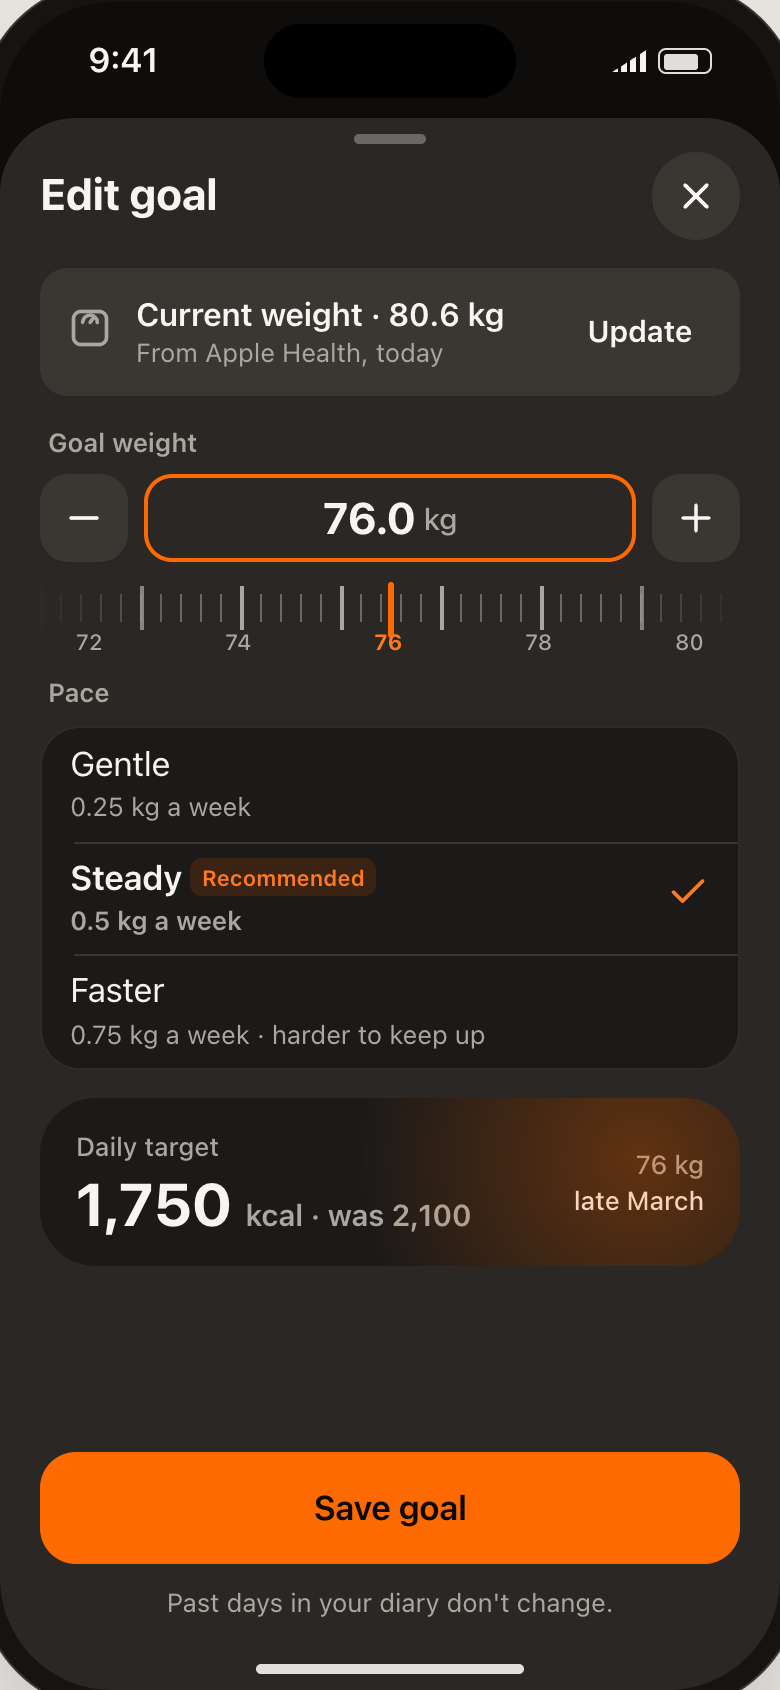 9:41
Edit goal
Current weight · 80.6 kg
From Apple Health, today
Update
Goal weight
76.0 kg
72 74 76 78 80
Pace
Gentle
0.25 kg a week
Steady Recommended
0.5 kg a week
Faster
0.75 kg a week · harder to keep up
Daily target
1,750 kcal · was 2,100
76 kg
late March
Save goal
Past days in your diary don't change.